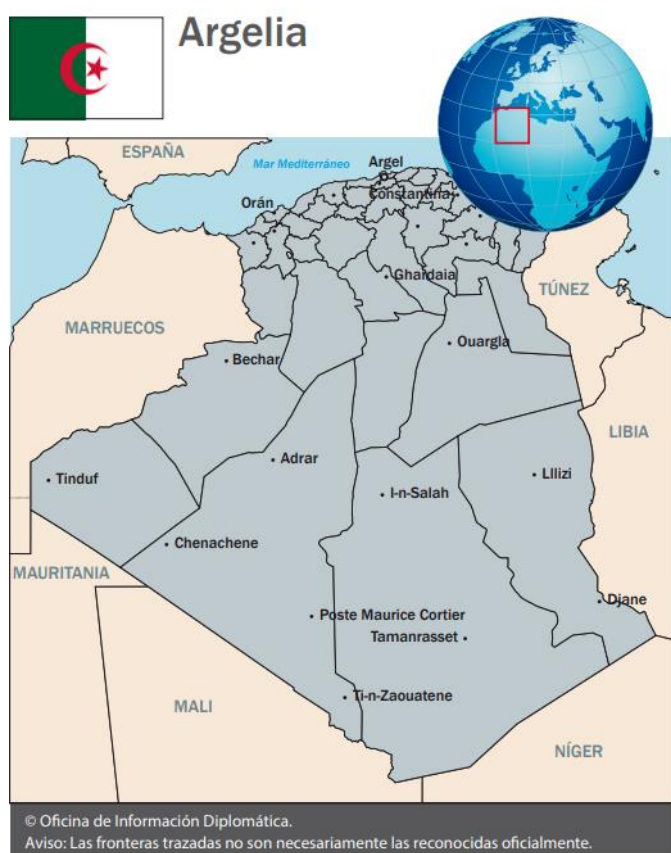 Argelia
ESPAÑA
Mar Mediterráneo
Argel
Constantina
Orán
Ghardaia
TÚNEZ
MARRUECOS
Ouargla
Bechar
LIBIA
Adrar
Tinduf
Lllizi
I-n-Salah
Chenachene
MAURITANIA
Djane
Poste Maurice Cortier
Tamanrasset
Ti-n-Zaouatene
MALI
NÍGER
© Oficina de Información Diplomática.
Aviso: Las fronteras trazadas no son necesariamente las reconocidas oficialmente.